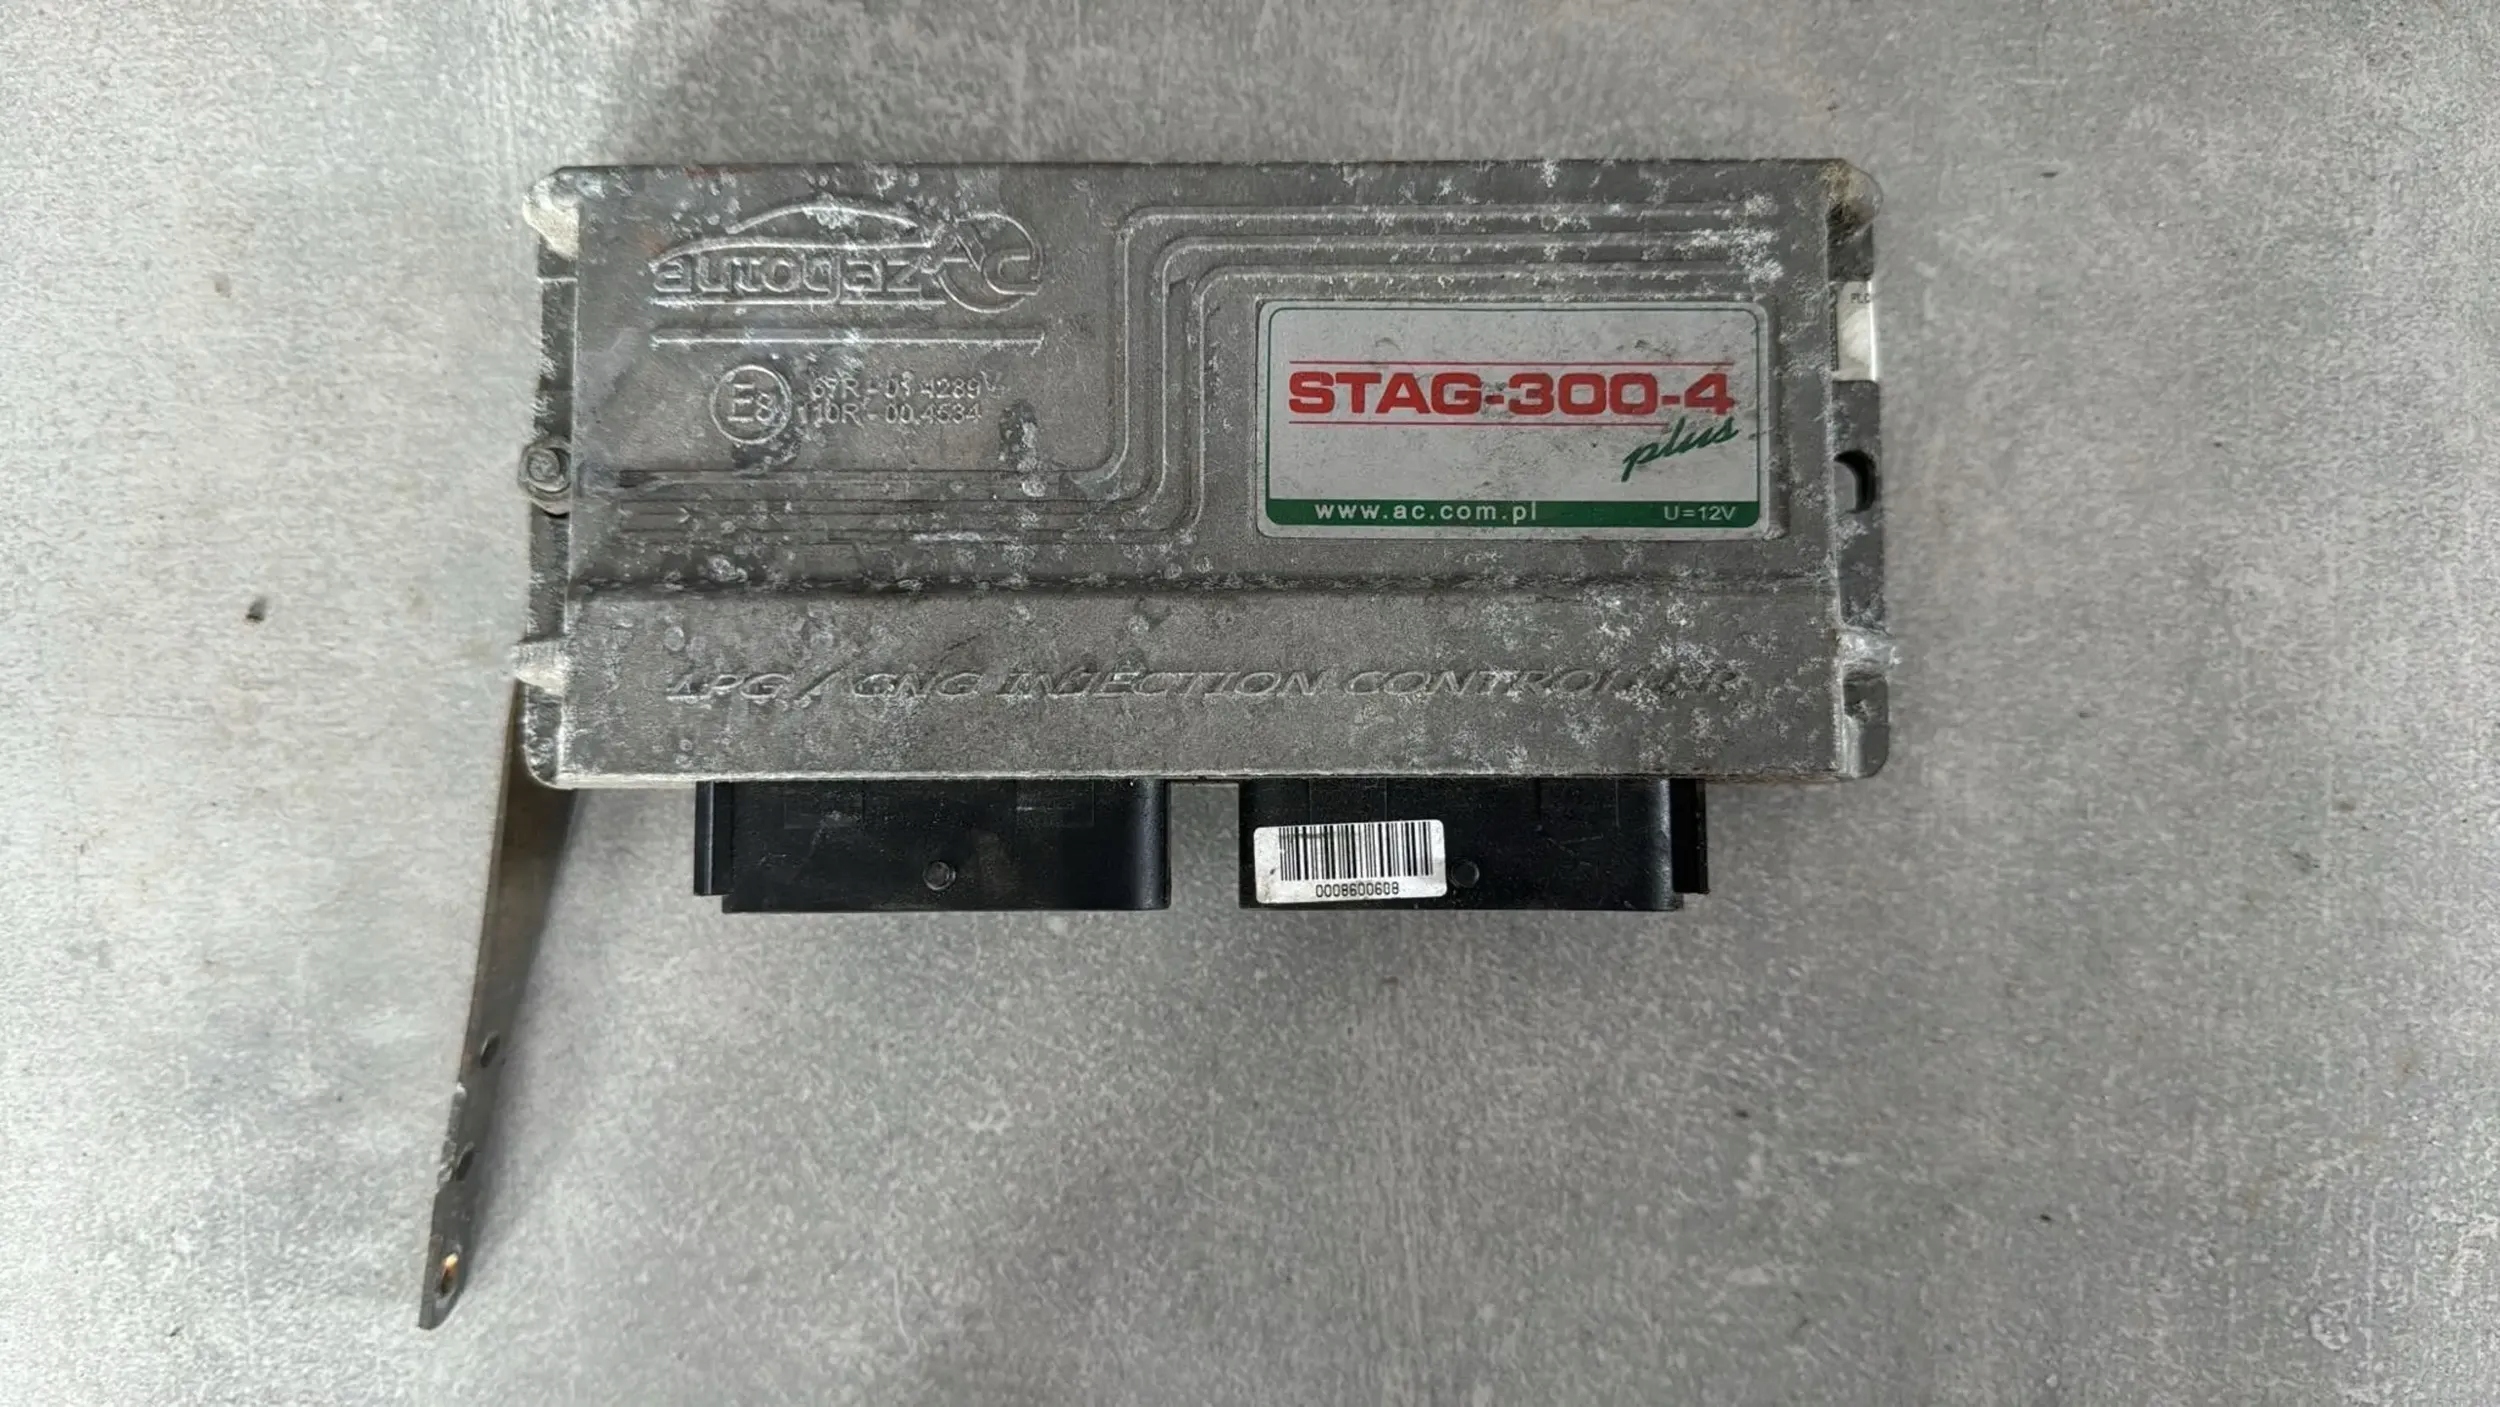 autogaz AC
E8
67R-01 4289
110R-00.4534
STAG-300-4
plus
www.ac.com.pl U=12V
LPG / CNG INJECTION CONTROLLER
0008600608